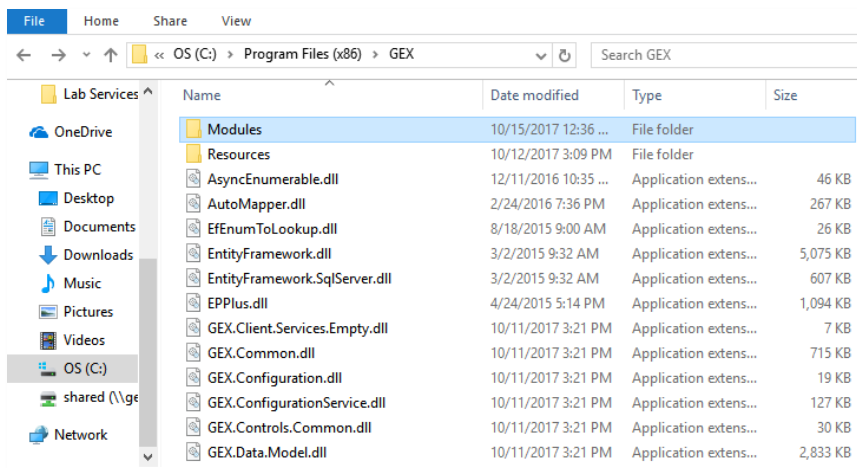 File Home Share View
« OS (C:) > Program Files (x86) > GEX Search GEX
Lab Services Name Date modified Type Size
OneDrive Modules 10/15/2017 12:36 ... File folder
Resources 10/12/2017 3:09 PM File folder
This PC AsyncEnumerable.dll 12/11/2016 10:35 ... Application extens... 46 KB
Desktop AutoMapper.dll 2/24/2016 7:36 PM Application extens... 267 KB
Documents EfEnumToLookup.dll 8/18/2015 9:00 AM Application extens... 26 KB
Downloads EntityFramework.dll 3/2/2015 9:32 AM Application extens... 5,075 KB
Music EntityFramework.SqlServer.dll 3/2/2015 9:32 AM Application extens... 607 KB
Pictures EPPlus.dll 4/24/2015 5:14 PM Application extens... 1,094 KB
Videos GEX.Client.Services.Empty.dll 10/11/2017 3:21 PM Application extens... 7 KB
OS (C:) GEX.Common.dll 10/11/2017 3:21 PM Application extens... 715 KB
GEX.Configuration.dll 10/11/2017 3:21 PM Application extens... 19 KB
shared (\\ge GEX.ConfigurationService.dll 10/11/2017 3:21 PM Application extens... 127 KB
Network GEX.Controls.Common.dll 10/11/2017 3:21 PM Application extens... 30 KB
GEX.Data.Model.dll 10/11/2017 3:21 PM Application extens... 2,833 KB